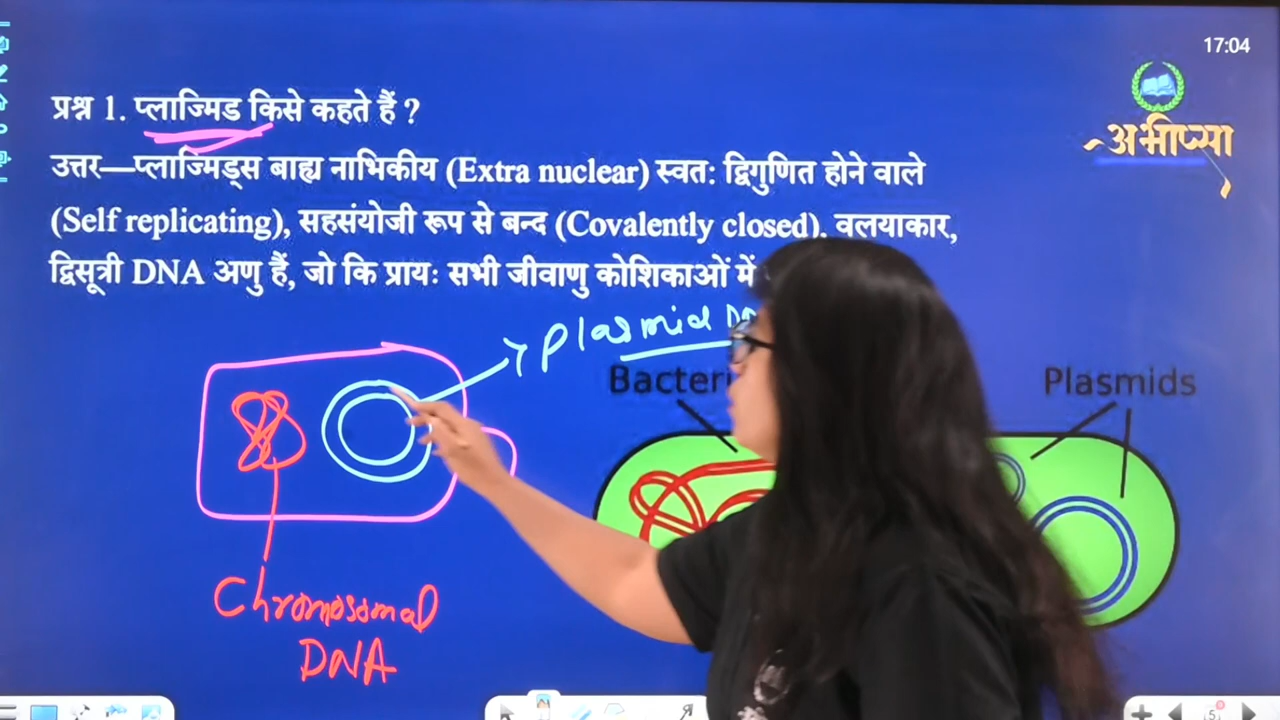 17:04
अभीप्सा
प्रश्न 1. प्लाज्मिड किसे कहते हैं ?
उत्तर—प्लाज्मिड्स बाह्य नाभिकीय (Extra nuclear) स्वत: द्विगुणित होने वाले
(Self replicating), सहसंयोजी रूप से बन्द (Covalently closed), वलयाकार,
द्विसूत्री DNA अणु हैं, जो कि प्राय: सभी जीवाणु कोशिकाओं में
Plasmid
Plasmids
Chromosomal
DNA